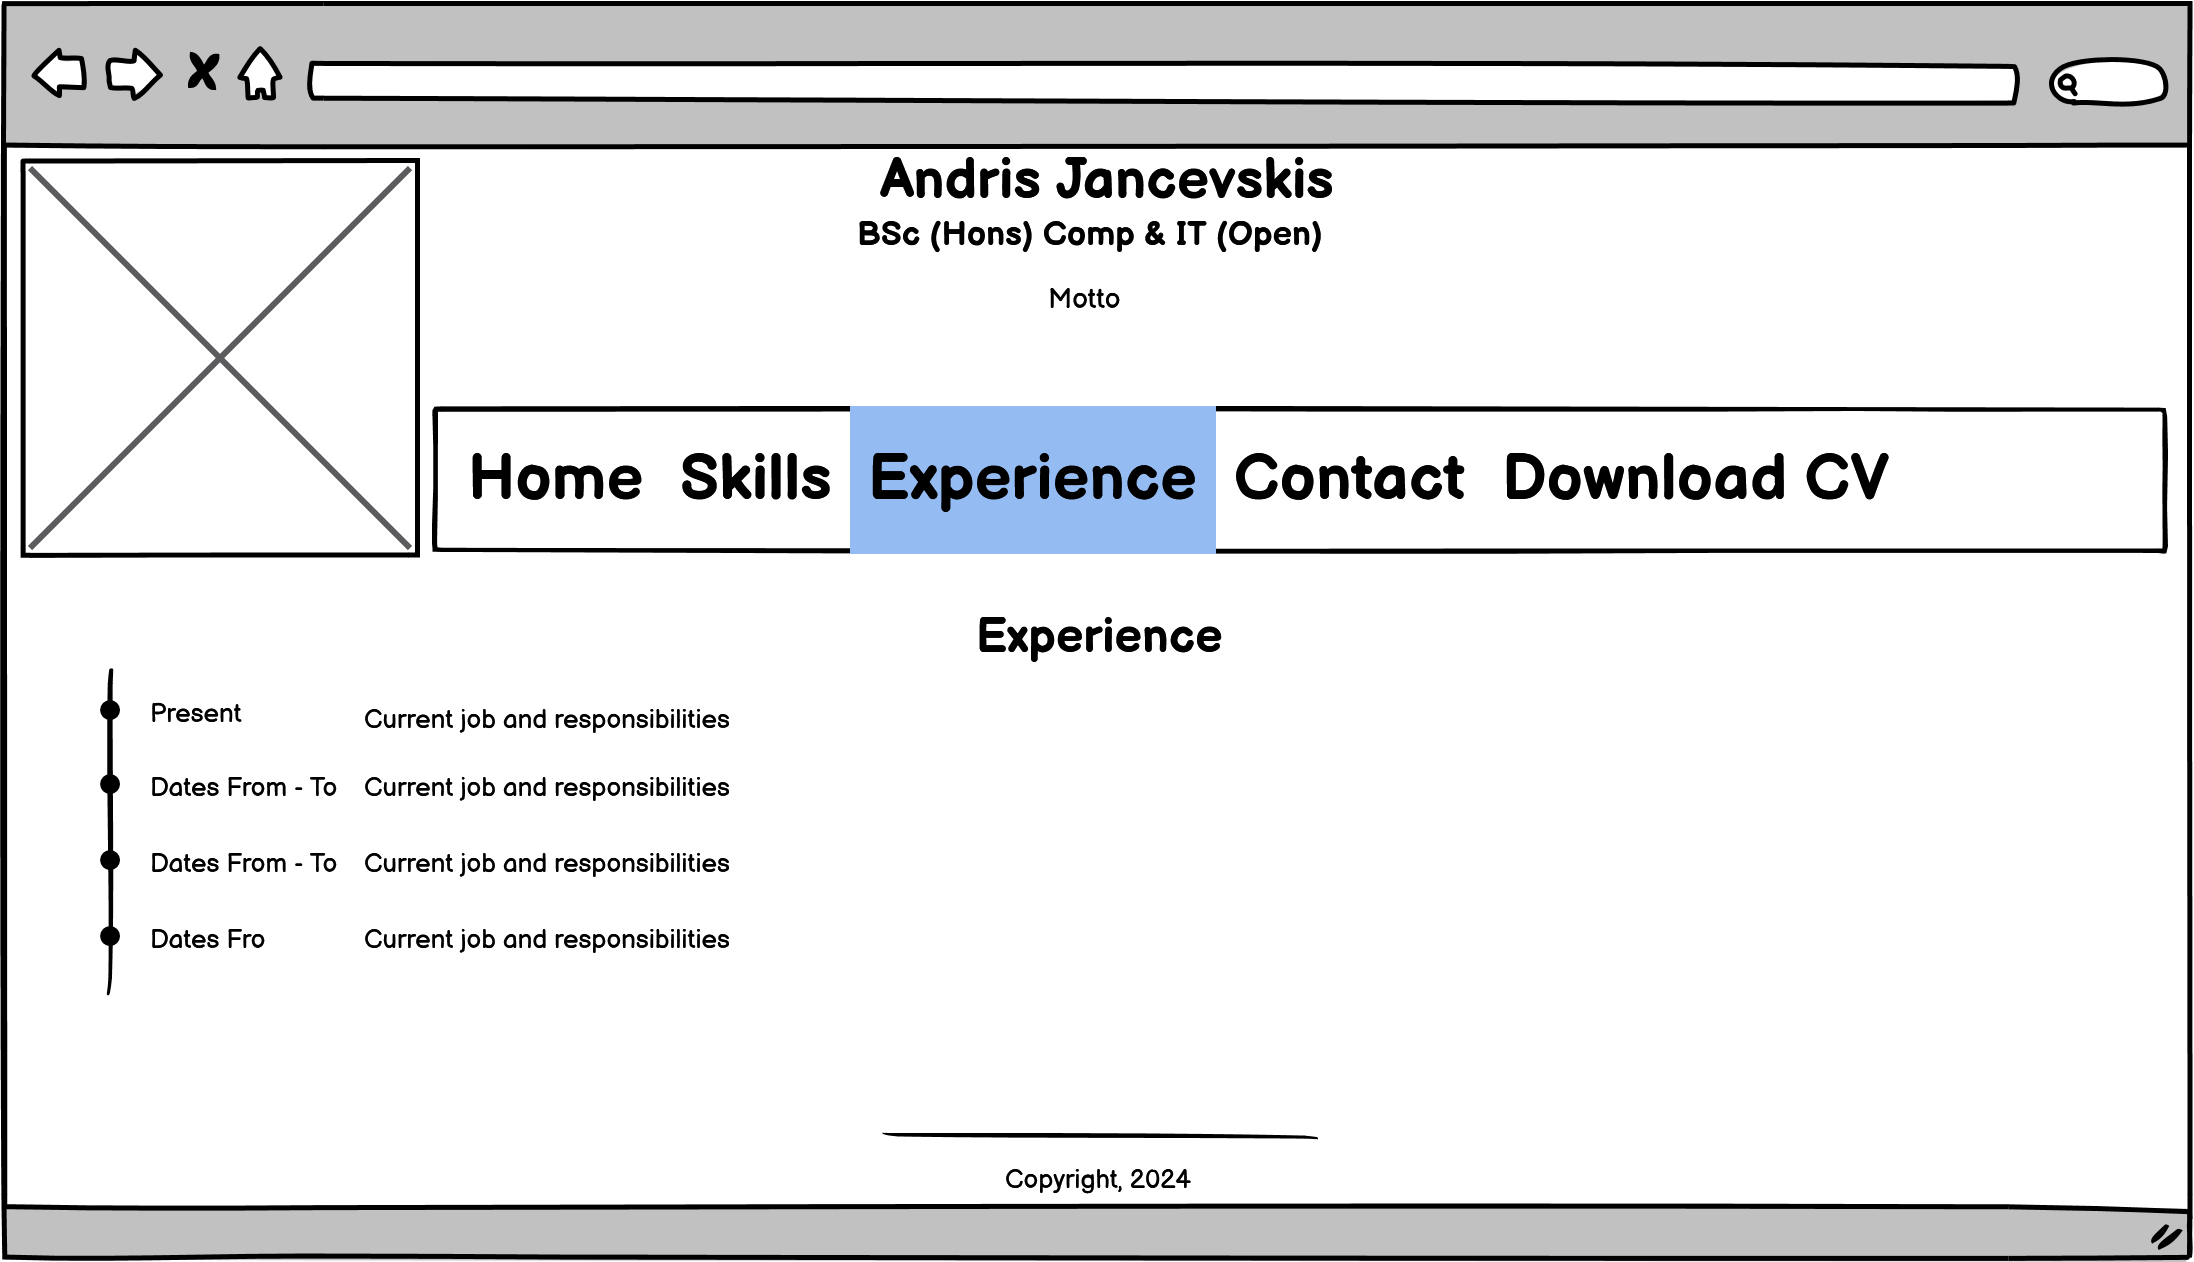 Andris Jancevskis
BSc (Hons) Comp & IT (Open)
Motto
Home Skills Experience Contact Download CV
Experience
Present Current job and responsibilities
Dates From - To Current job and responsibilities
Dates From - To Current job and responsibilities
Dates Fro Current job and responsibilities
Copyright, 2024